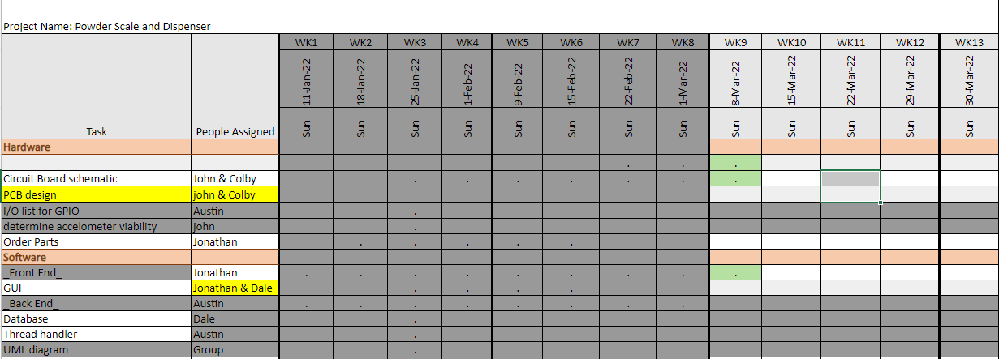 Project Name: Powder Scale and Dispenser
WK1 WK2 WK3 WK4 WK5 WK6 WK7 WK8 WK9 WK10 WK11 WK12 WK13
11-Jan-22 18-Jan-22 25-Jan-22 1-Feb-22 9-Feb-22 15-Feb-22 22-Feb-22 1-Mar-22 8-Mar-22 15-Mar-22 22-Mar-22 29-Mar-22 30-Mar-22
Task People Assigned Sun Sun Sun Sun Sun Sun Sun Sun Sun Sun Sun Sun Sun
Hardware
. . .
Circuit Board schematic John & Colby . . . . . . .
PCB design john & Colby
I/O list for GPIO Austin .
determine accelometer viability john .
Order Parts Jonathan . . . . .
Software
_Front End_ Jonathan . . . . . . . . .
GUI Jonathan & Dale . . . .
_Back End_ Austin . . . . . . . .
Database Dale .
Thread handler Austin .
UML diagram Group .